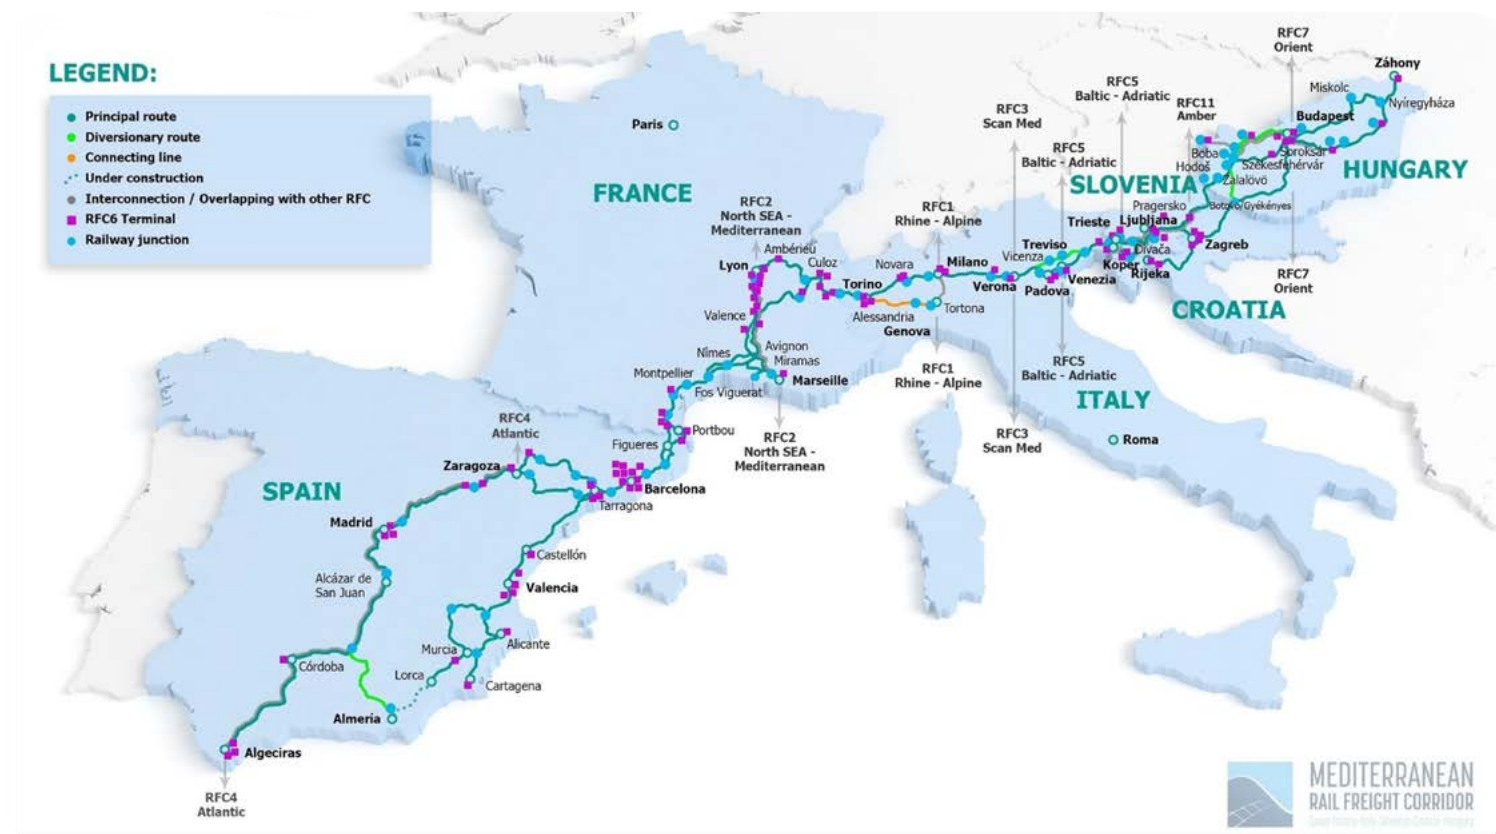 LEGEND:
Principal route
Diversionary route
Connecting line
Under construction
Interconnection / Overlapping with other RFC
RFC6 Terminal
Railway junction
Paris
FRANCE
RFC2
North SEA -
Mediterranean
Ambérieu
Lyon
Culoz
Valence
Avignon
Nîmes
Miramas
Montpellier
Marseille
Fos Viguerat
RFC2
North SEA -
Mediterranean
Portbou
Figueres
RFC4
Atlantic
Zaragoza
Barcelona
Tarragona
SPAIN
Madrid
Castellón
Alcázar de
San Juan
Valencia
Murcia
Alicante
Córdoba
Lorca
Cartagena
Almería
Algeciras
RFC4
Atlantic
RFC1
Rhine - Alpine
Novara
Milano
Torino
Alessandria
Tortona
Genova
RFC1
Rhine - Alpine
RFC3
Scan Med
RFC5
Baltic - Adriatic
RFC5
Baltic - Adriatic
RFC11
Amber
RFC7
Orient
Záhony
Miskolc
Nyíregyháza
Budapest
Boba
Soroksár
Hodoš
Székesfehérvár
HUNGARY
SLOVENIA
Zalalövő
Pragersko
Botovo/Gyékényes
Trieste
Ljubljana
Treviso
Vicenza
Divača
Zagreb
Koper
Rijeka
Verona
Padova
Venezia
RFC7
Orient
CROATIA
RFC5
Baltic - Adriatic
ITALY
RFC3
Scan Med
Roma
MEDITERRANEAN
RAIL FREIGHT CORRIDOR